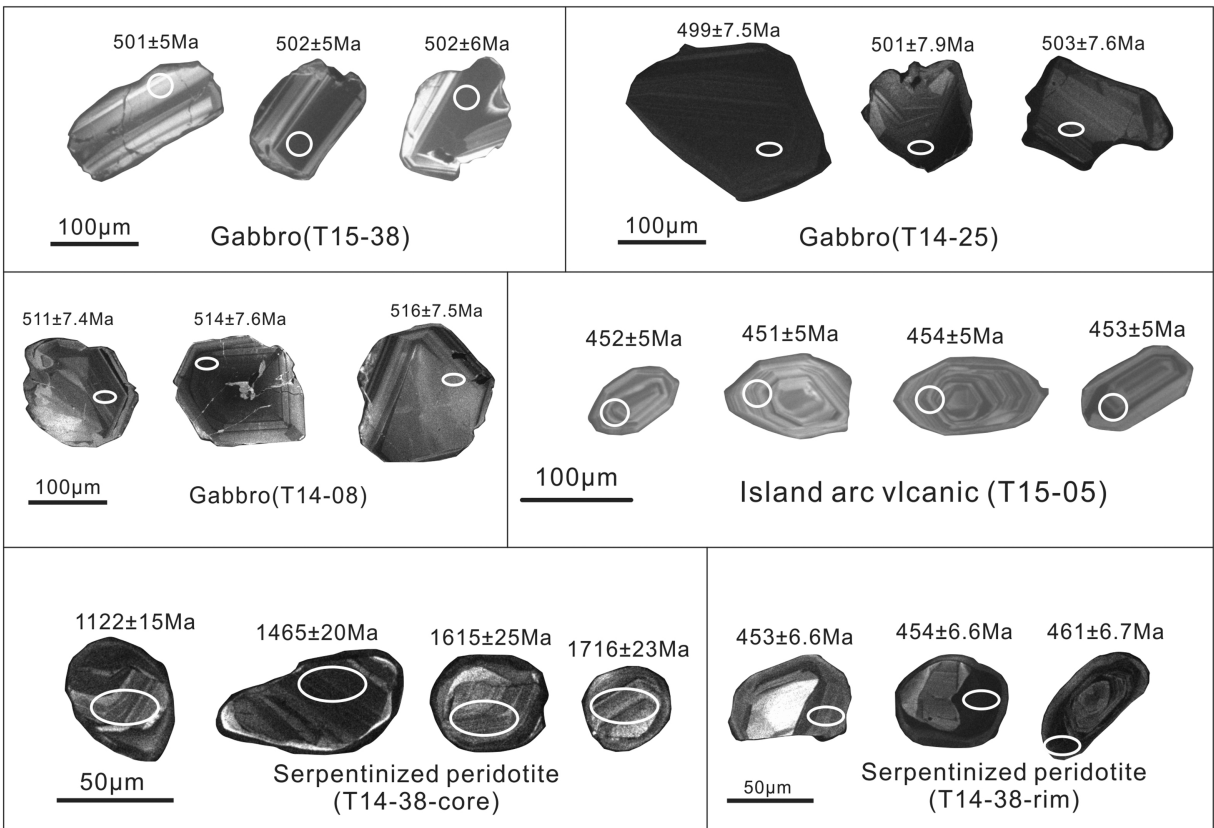 501±5Ma 502±5Ma 502±6Ma
100µm
Gabbro(T15-38)
499±7.5Ma 501±7.9Ma 503±7.6Ma
100µm
Gabbro(T14-25)
511±7.4Ma 514±7.6Ma 516±7.5Ma
100µm
Gabbro(T14-08)
452±5Ma 451±5Ma 454±5Ma 453±5Ma
100µm
Island arc vlcanic (T15-05)
1122±15Ma 1465±20Ma 1615±25Ma 1716±23Ma
50µm
Serpentinized peridotite
(T14-38-core)
453±6.6Ma 454±6.6Ma 461±6.7Ma
50µm
Serpentinized peridotite
(T14-38-rim)